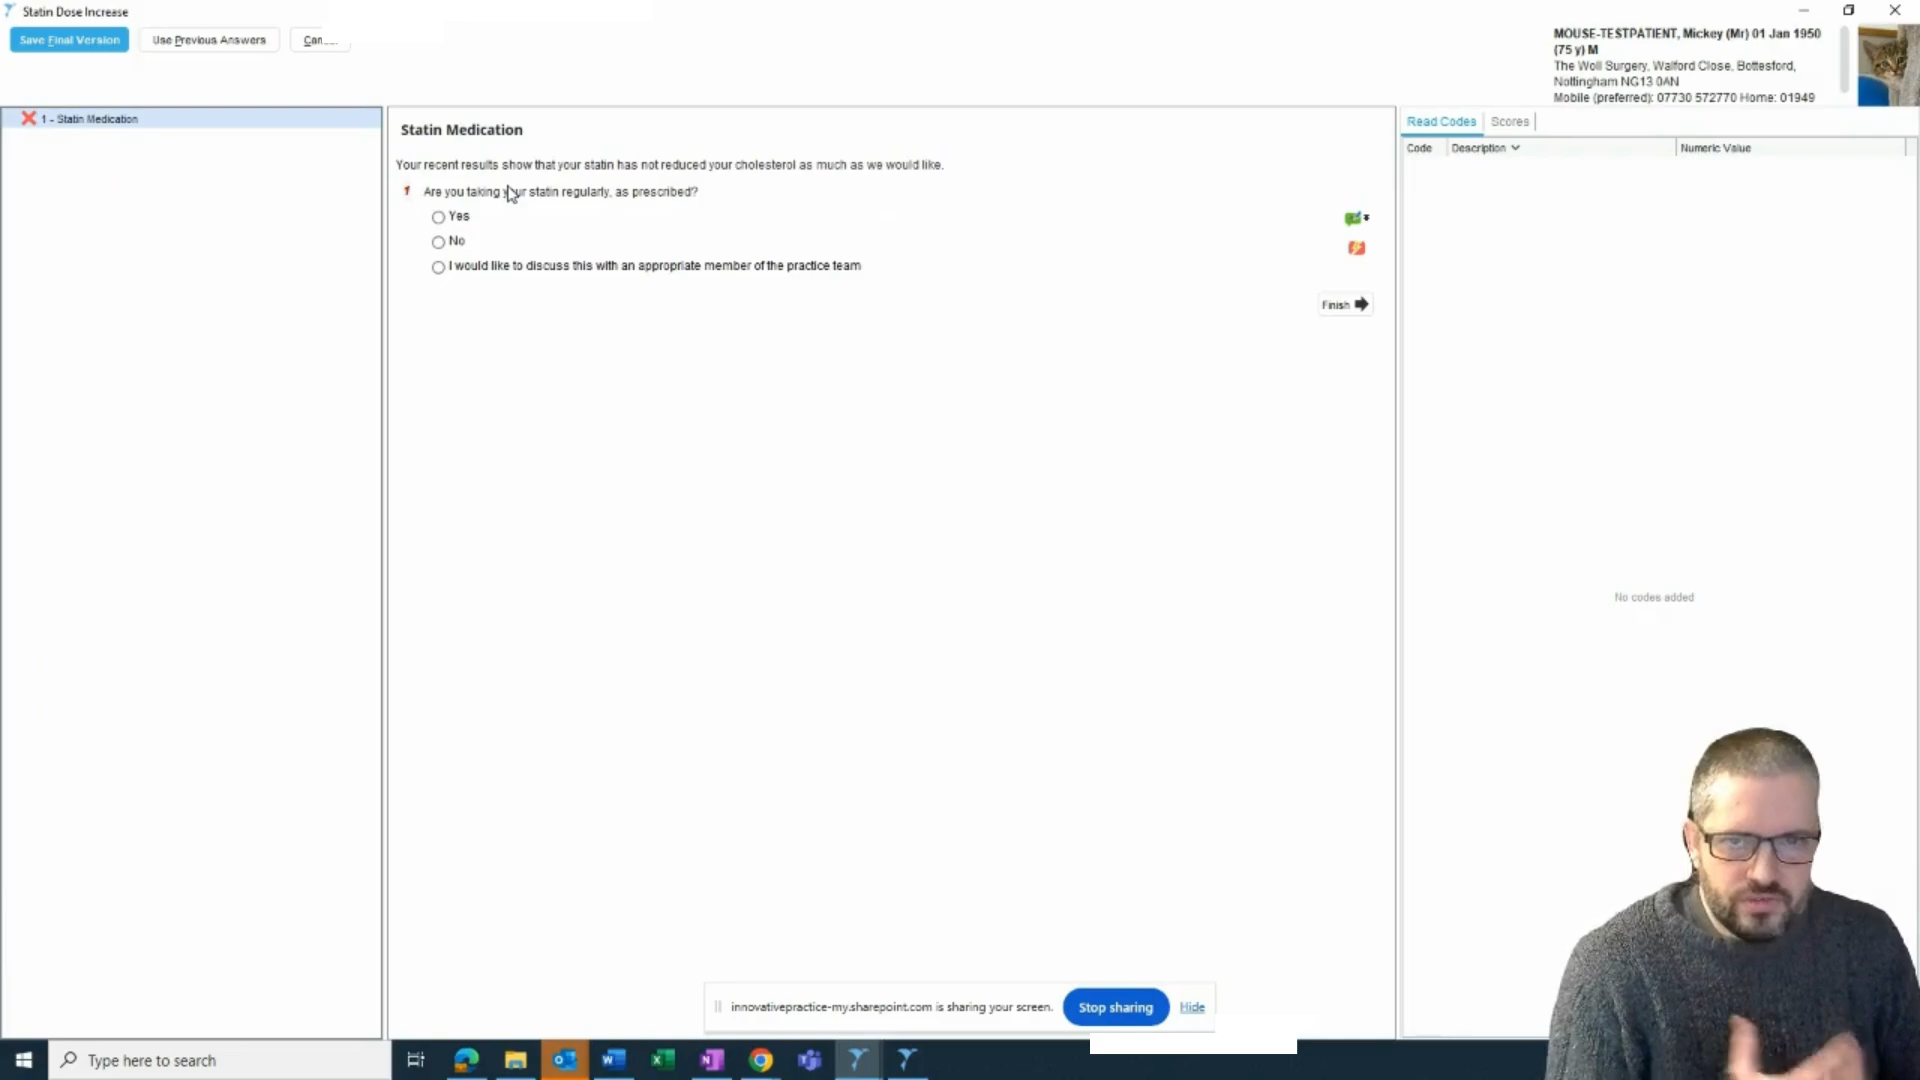 Statin Dose Increase
Save Final Version
Use Previous Answers
MOUSE-TESTPATIENT, Mickey (Mr) 01 Jan 1950
(75 y) M
The Woll Surgery, Walford Close, Bottesford,
Nottingham NG13 0AN
Mobile (preferred): 07730 572770 Home: 01949
1 - Statin Medication
Statin Medication
Your recent results show that your statin has not reduced your cholesterol as much as we would like.
1 Are you taking your statin regularly, as prescribed?
Yes
No
I would like to discuss this with an appropriate member of the practice team
Finish
Read Codes
Scores
Code
Description
Numeric Value
No codes added
innovativepractice-my.sharepoint.com is sharing your screen.
Stop sharing
Hide
Type here to search